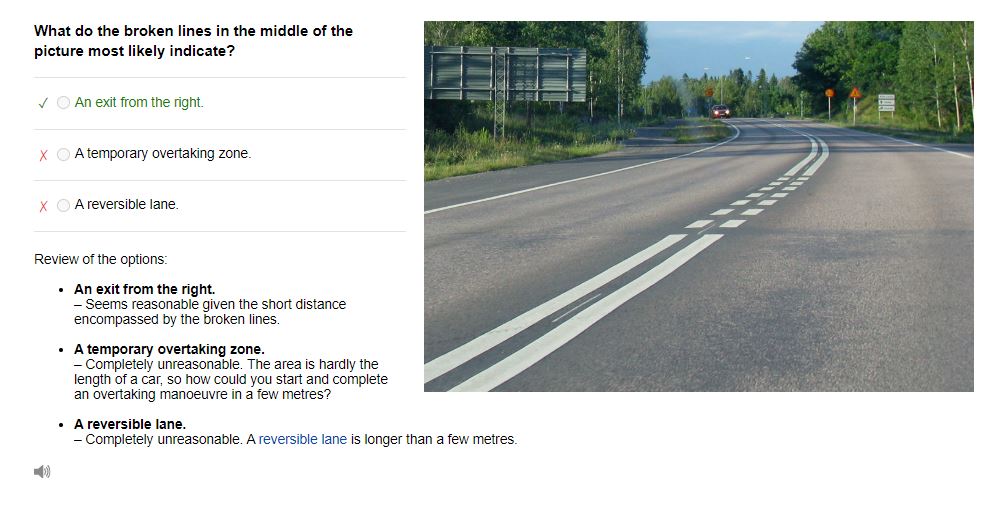 What do the broken lines in the middle of the
picture most likely indicate?
✓ An exit from the right.
✗ A temporary overtaking zone.
✗ A reversible lane.
Review of the options:
• An exit from the right.
– Seems reasonable given the short distance
encompassed by the broken lines.
• A temporary overtaking zone.
– Completely unreasonable. The area is hardly the
length of a car, so how could you start and complete
an overtaking manoeuvre in a few metres?
• A reversible lane.
– Completely unreasonable. A reversible lane is longer than a few metres.